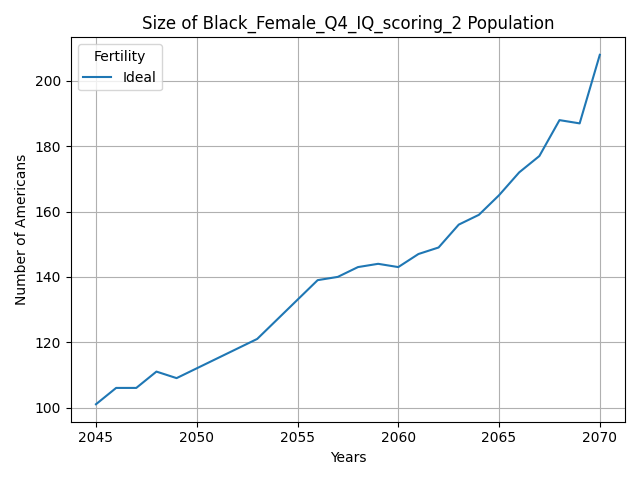 Size of Black_Female_Q4_IQ_scoring_2 Population
Fertility
Ideal
Number of Americans
200
180
160
140
120
100
2045
2050
2055
2060
2065
2070
Years